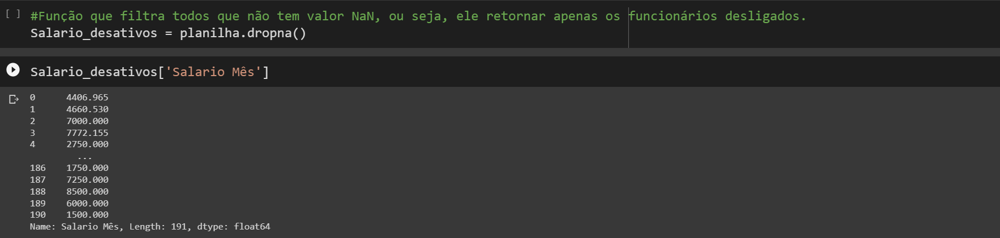 [ ] #Função que filtra todos que não tem valor NaN, ou seja, ele retornar apenas os funcionários desligados.
Salario_desativos = planilha.dropna()
Salario_desativos['Salario Mês']
0 4406.965
1 4660.530
2 7000.000
3 7772.155
4 2750.000
...
186 1750.000
187 7250.000
188 8500.000
189 6000.000
190 1500.000
Name: Salario Mês, Length: 191, dtype: float64